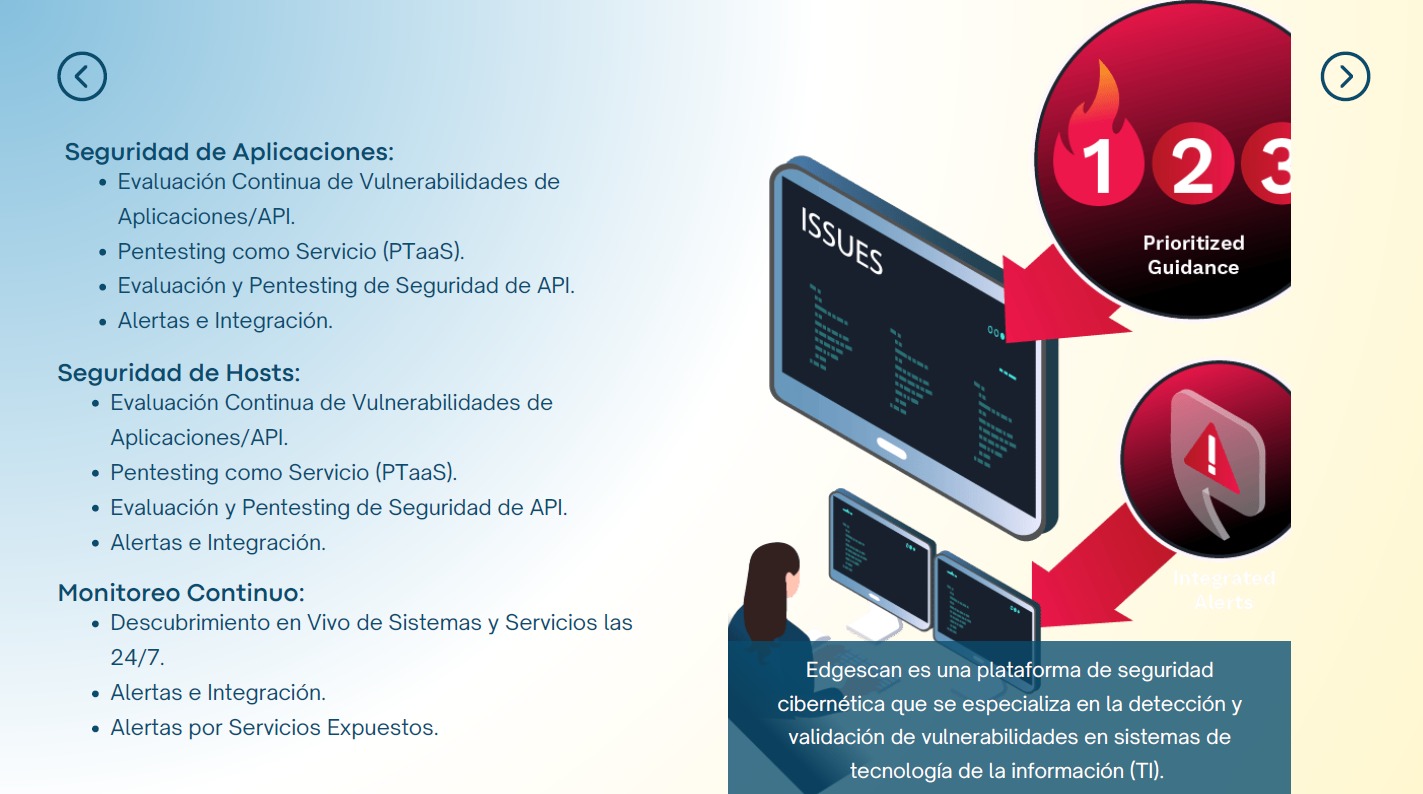 Seguridad de Aplicaciones:
Evaluación Continua de Vulnerabilidades de
Aplicaciones/API.
Pentesting como Servicio (PTaaS).
Evaluación y Pentesting de Seguridad de API.
Alertas e Integración.
Seguridad de Hosts:
Evaluación Continua de Vulnerabilidades de
Aplicaciones/API.
Pentesting como Servicio (PTaaS).
Evaluación y Pentesting de Seguridad de API.
Alertas e Integración.
Monitoreo Continuo:
Descubrimiento en Vivo de Sistemas y Servicios las
24/7.
Alertas e Integración.
Alertas por Servicios Expuestos.
ISSUES
1 2 3
Prioritized
Guidance
!
Integrated
Alerts
Edgescan es una plataforma de seguridad
cibernética que se especializa en la detección y
validación de vulnerabilidades en sistemas de
tecnología de la información (TI).